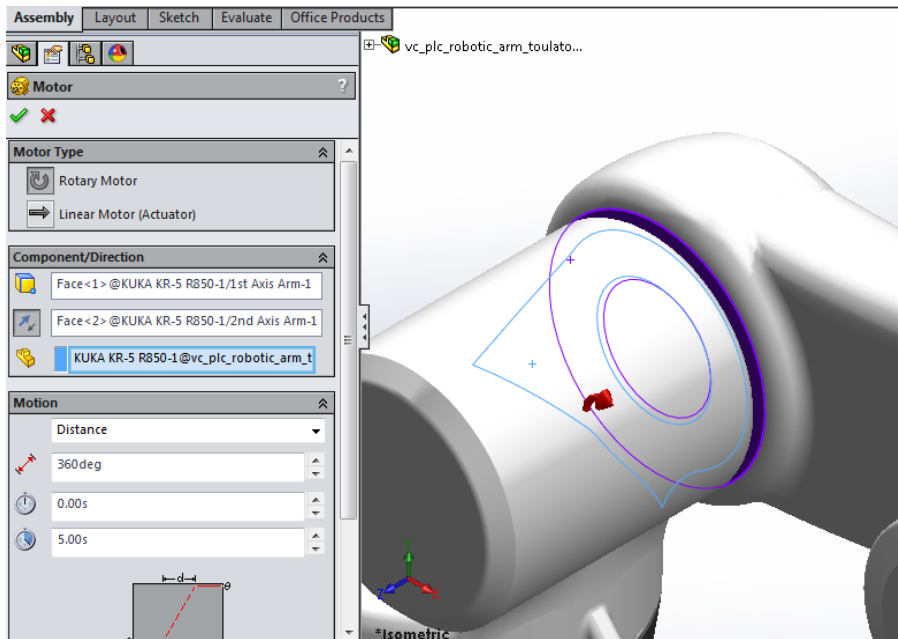 Assembly Layout Sketch Evaluate Office Products
vc_plc_robotic_arm_toulato...
Motor ?
Motor Type
Rotary Motor
Linear Motor (Actuator)
Component/Direction
Face<1>@KUKA KR-5 R850-1/1st Axis Arm-1
Face<2>@KUKA KR-5 R850-1/2nd Axis Arm-1
KUKA KR-5 R850-1@vc_plc_robotic_arm_t
Motion
Distance
360deg
0.00s
5.00s
d
θ
Y
Z
X
*Isometric